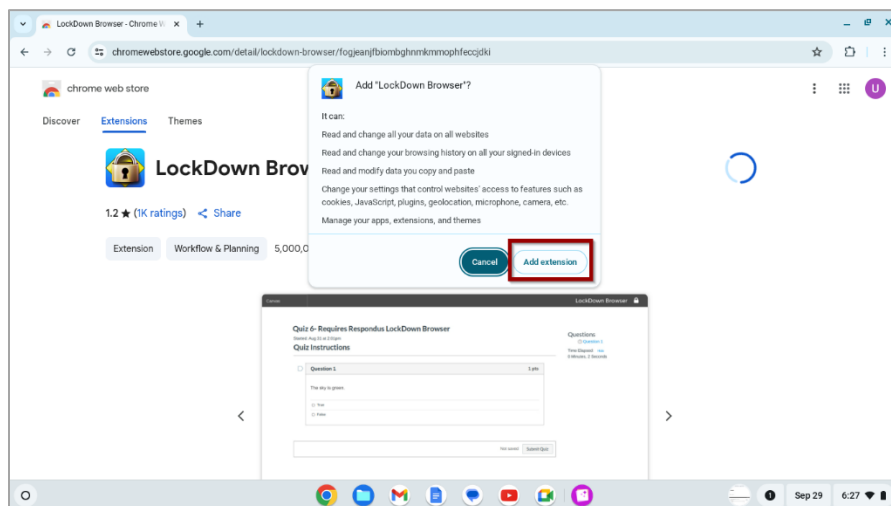 LockDown Browser - Chrome W
chromewebstore.google.com/detail/lockdown-browser/fogjeanjfbiombghnmkmmophfeccjdki
chrome web store
U
Discover Extensions Themes
LockDown Brow
1.2 ★ (1K ratings) Share
Extension Workflow & Planning 5,000,0
Add "LockDown Browser"?
It can:
Read and change all your data on all websites
Read and change your browsing history on all your signed-in devices
Read and modify data you copy and paste
Change your settings that control websites' access to features such as
cookies, JavaScript, plugins, geolocation, microphone, camera, etc.
Manage your apps, extensions, and themes
Cancel Add extension
Canvas LockDown Browser
Quiz 6- Requires Respondus LockDown Browser
Quiz Instructions
Question 1 1 pts
The sky is green.
True
False
Not saved Submit Quiz
Questions
Question 1
1 Sep 29 6:27